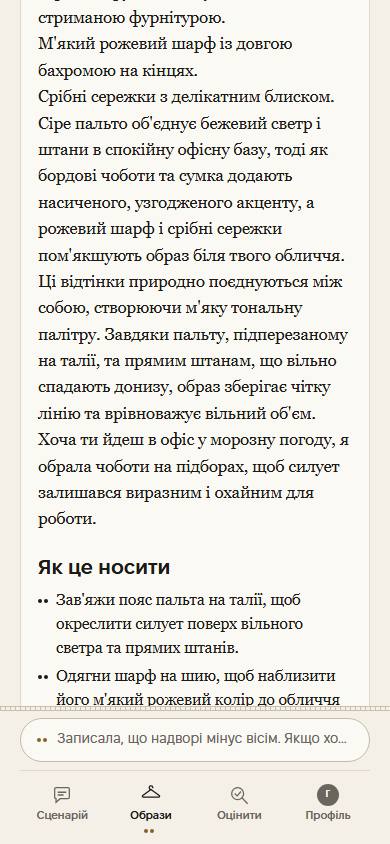 стриманою фурнітурою.
М'який рожевий шарф із довгою
бахромою на кінцях.
Срібні сережки з делікатним блиском.
Сіре пальто об'єднує бежевий светр і
штани в спокійну офісну базу, тоді як
бордові чоботи та сумка додають
насиченого, узгодженого акценту, а
рожевий шарф і срібні сережки
пом'якшують образ біля твого обличчя.
Ці відтінки природно поєднуються між
собою, створюючи м'яку тональну
палітру. Завдяки пальту, підперезаному
на талії, та прямим штанам, що вільно
спадають донизу, образ зберігає чітку
лінію та врівноважує вільний об'єм.
Хоча ти йдеш в офіс у морозну погоду, я
обрала чоботи на підборах, щоб силует
залишався виразним і охайним для
роботи.
Як це носити
•• Зав'яжи пояс пальта на талії, щоб
окреслити силует поверх вільного
светра та прямих штанів.
•• Одягни шарф на шию, щоб наблизити
його м'який рожевий колір до обличчя
•• Записала, що надворі мінус вісім. Якщо хо...
Сценарій
Образи
Оцінити
Г
Профіль